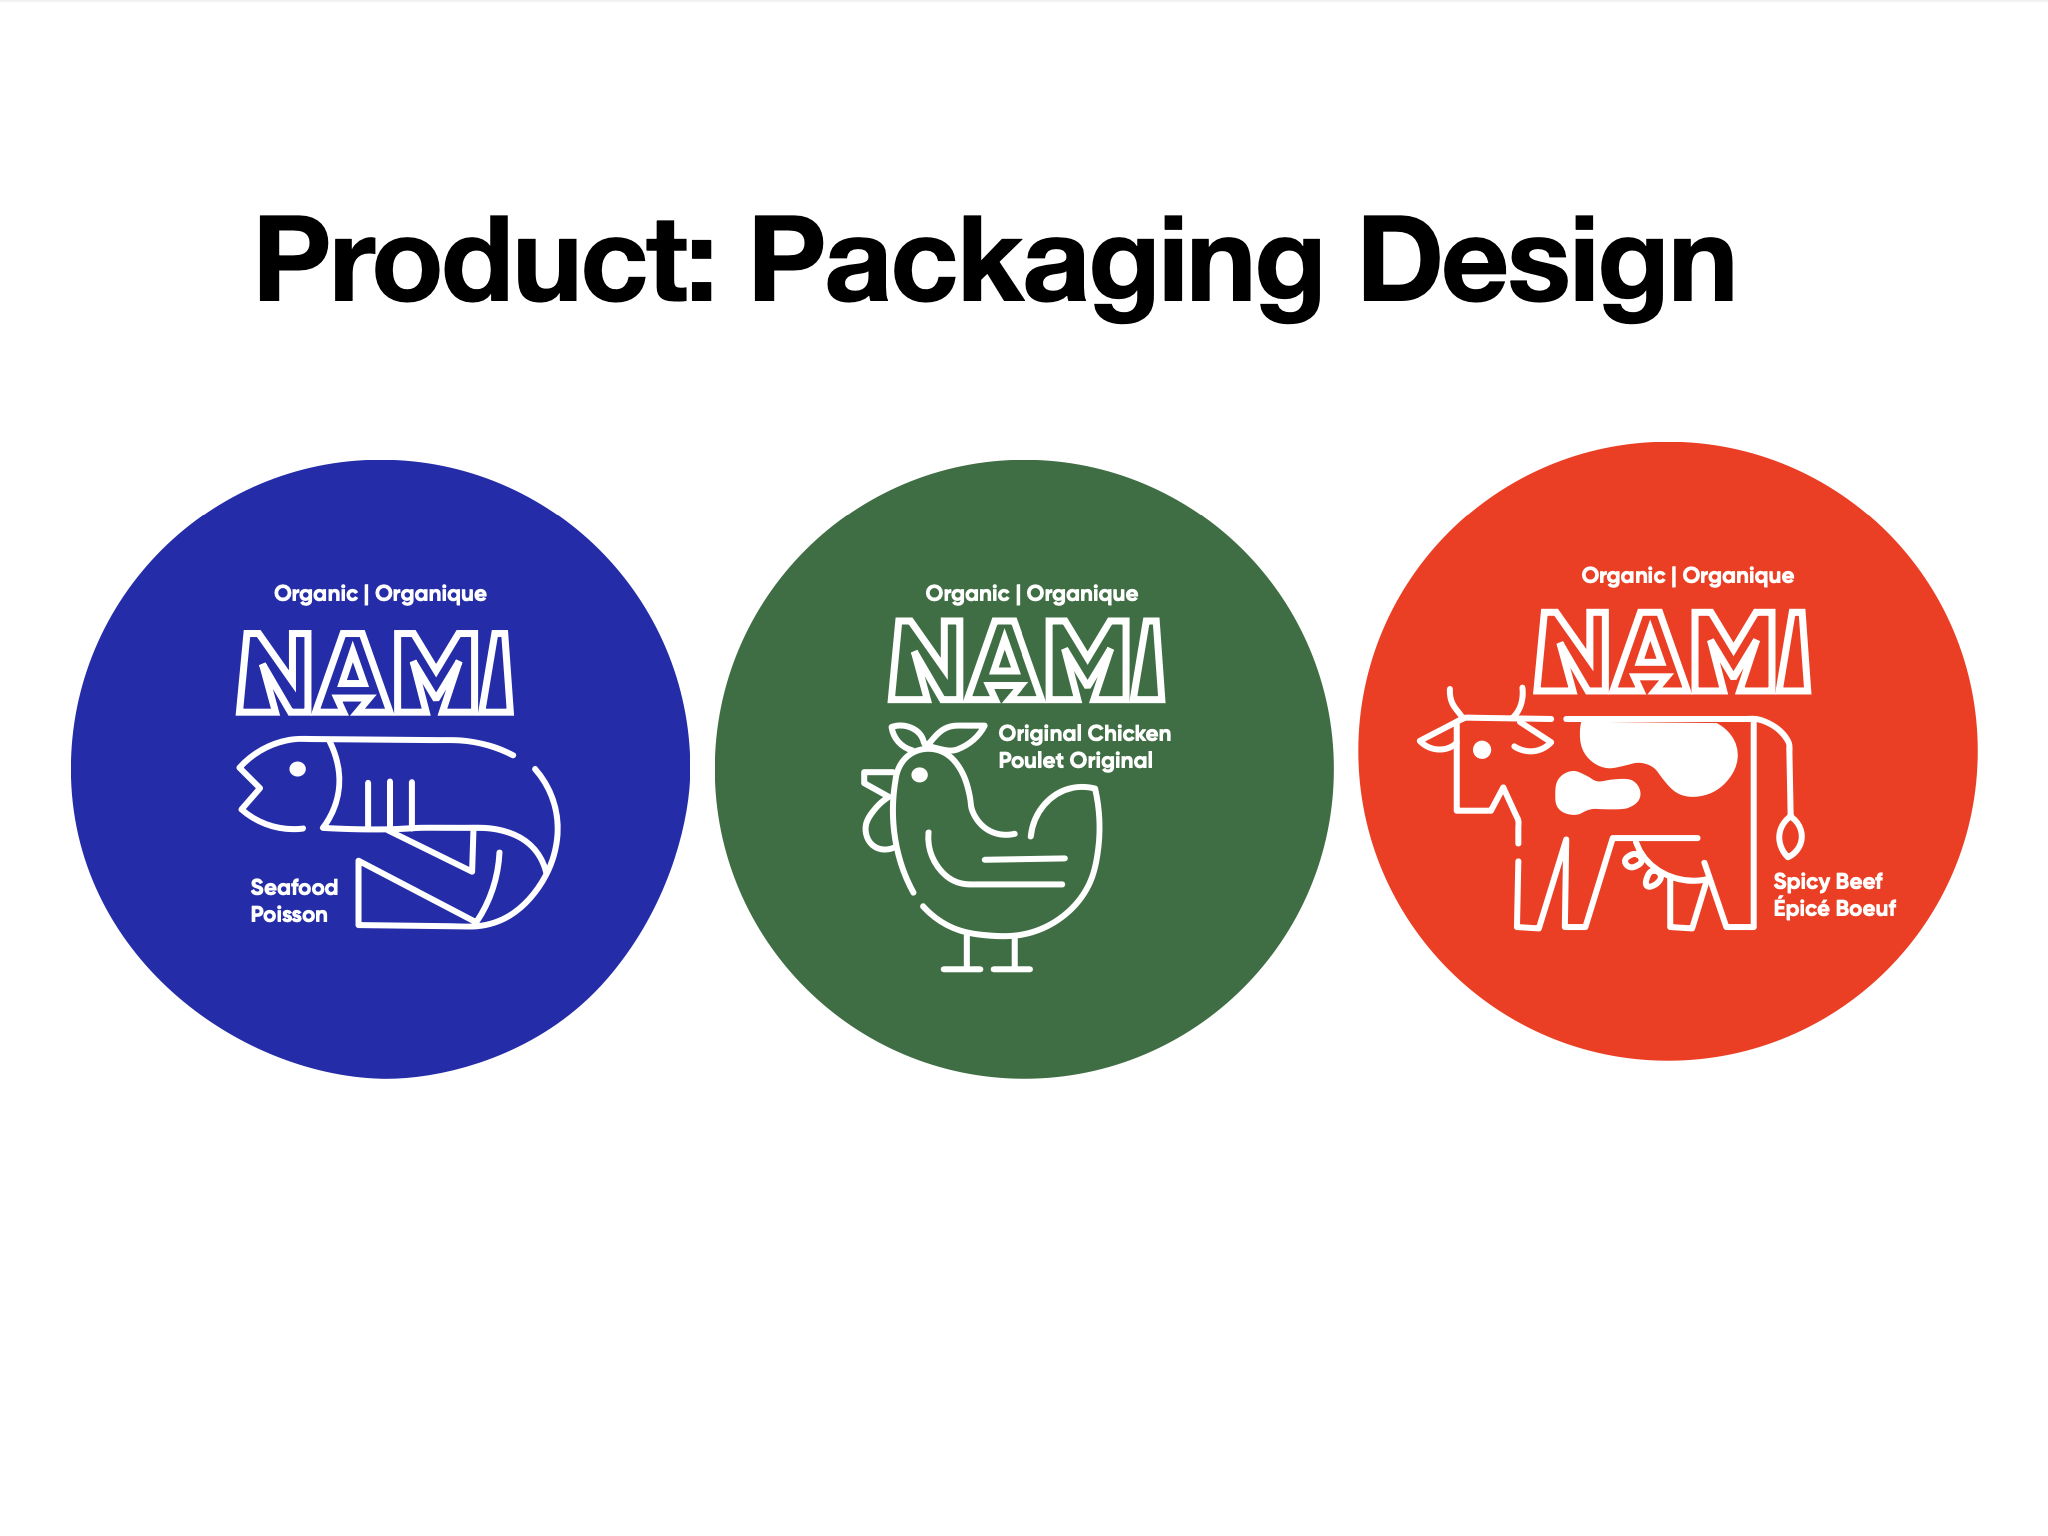 Product: Packaging Design
Organic | Organique
NAMI
Seafood
Poisson
Organic | Organique
NAMI
Original Chicken
Poulet Original
Organic | Organique
NAMI
Spicy Beef
Épicé Boeuf